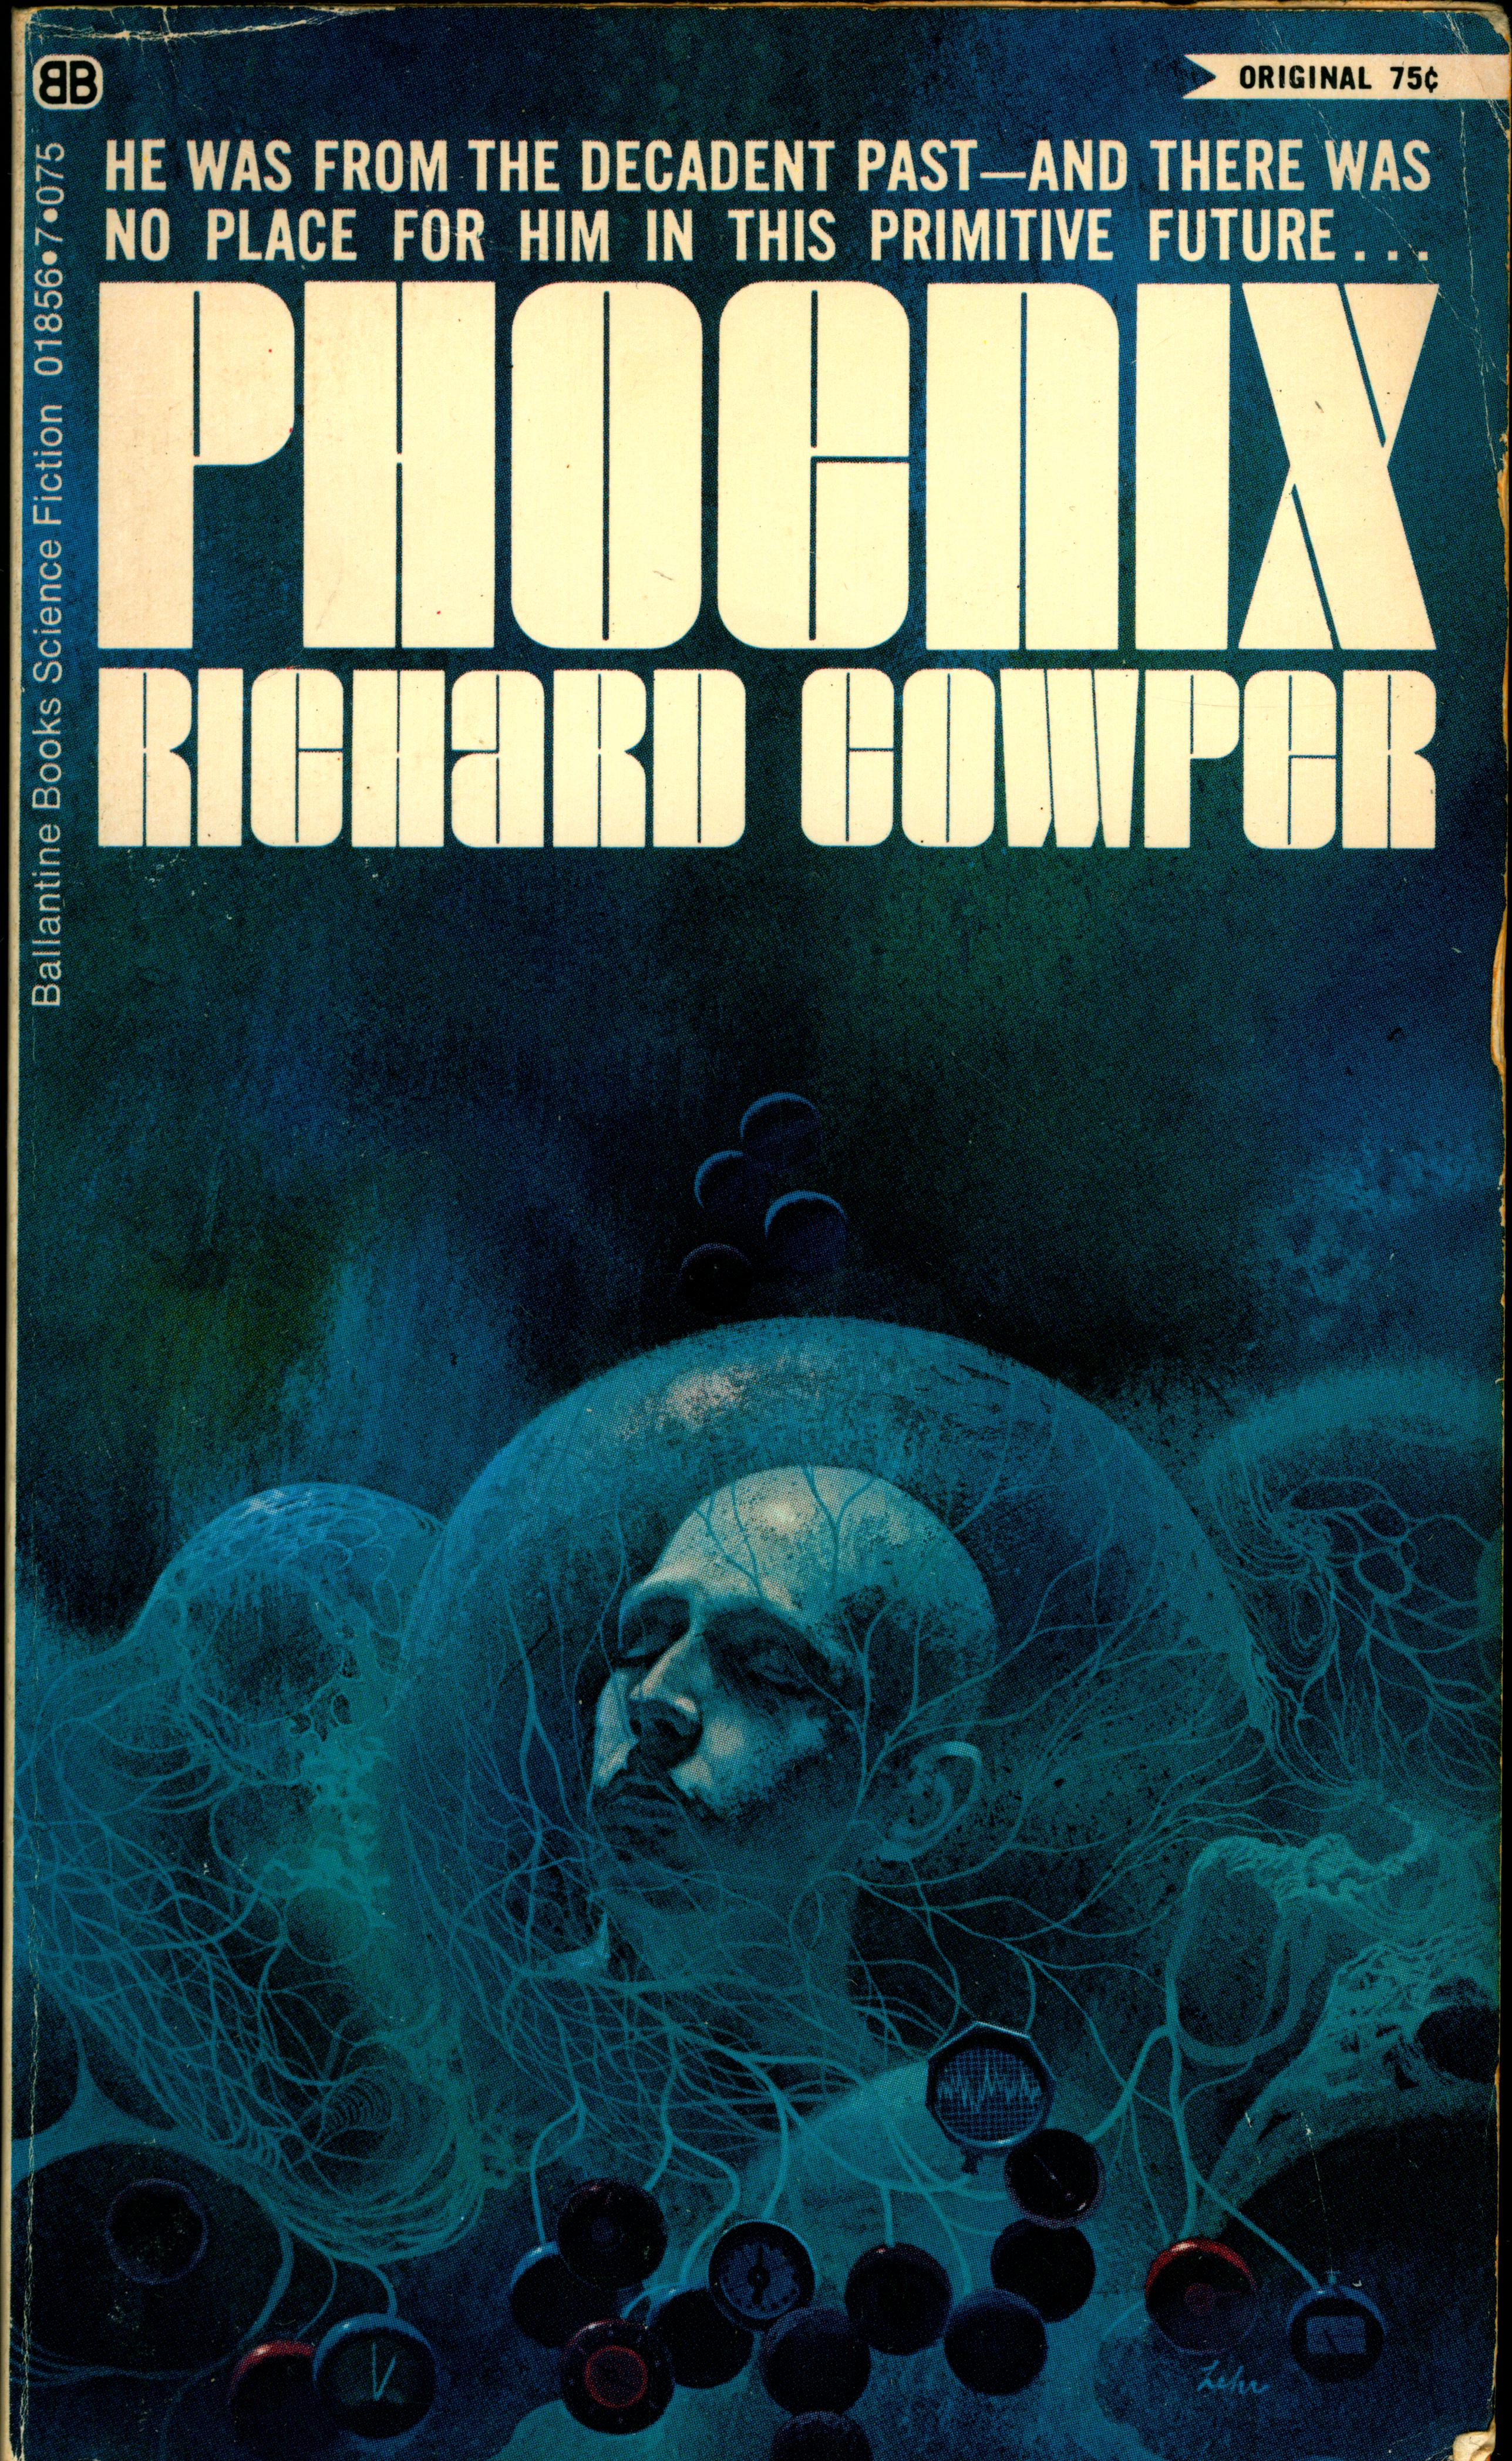 BB
ORIGINAL 75¢
HE WAS FROM THE DECADENT PAST—AND THERE WAS
NO PLACE FOR HIM IN THIS PRIMITIVE FUTURE...
PHOENIX
RICHARD COWPER
Ballantine Books Science Fiction 01856•7•075
Lehr